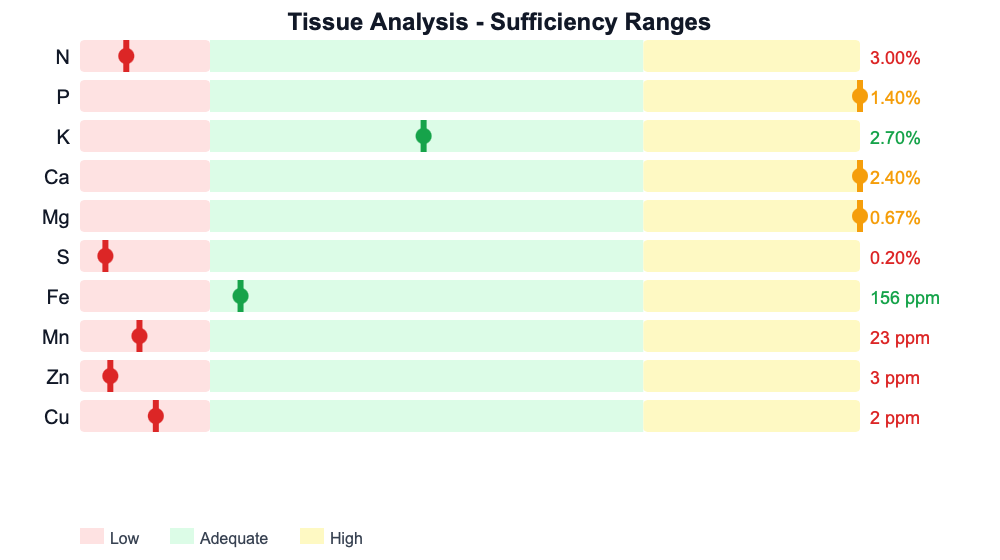 Tissue Analysis - Sufficiency Ranges
N 3.00%
P 1.40%
K 2.70%
Ca 2.40%
Mg 0.67%
S 0.20%
Fe 156 ppm
Mn 23 ppm
Zn 3 ppm
Cu 2 ppm
Low Adequate High